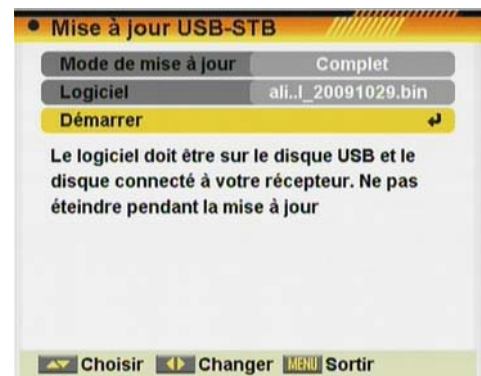 Mise à jour USB-STB
Mode de mise à jour Complet
Logiciel ali..l_20091029.bin
Démarrer
Le logiciel doit être sur le disque USB et le
disque connecté à votre récepteur. Ne pas
éteindre pendant la mise à jour
Choisir Changer MENU Sortir